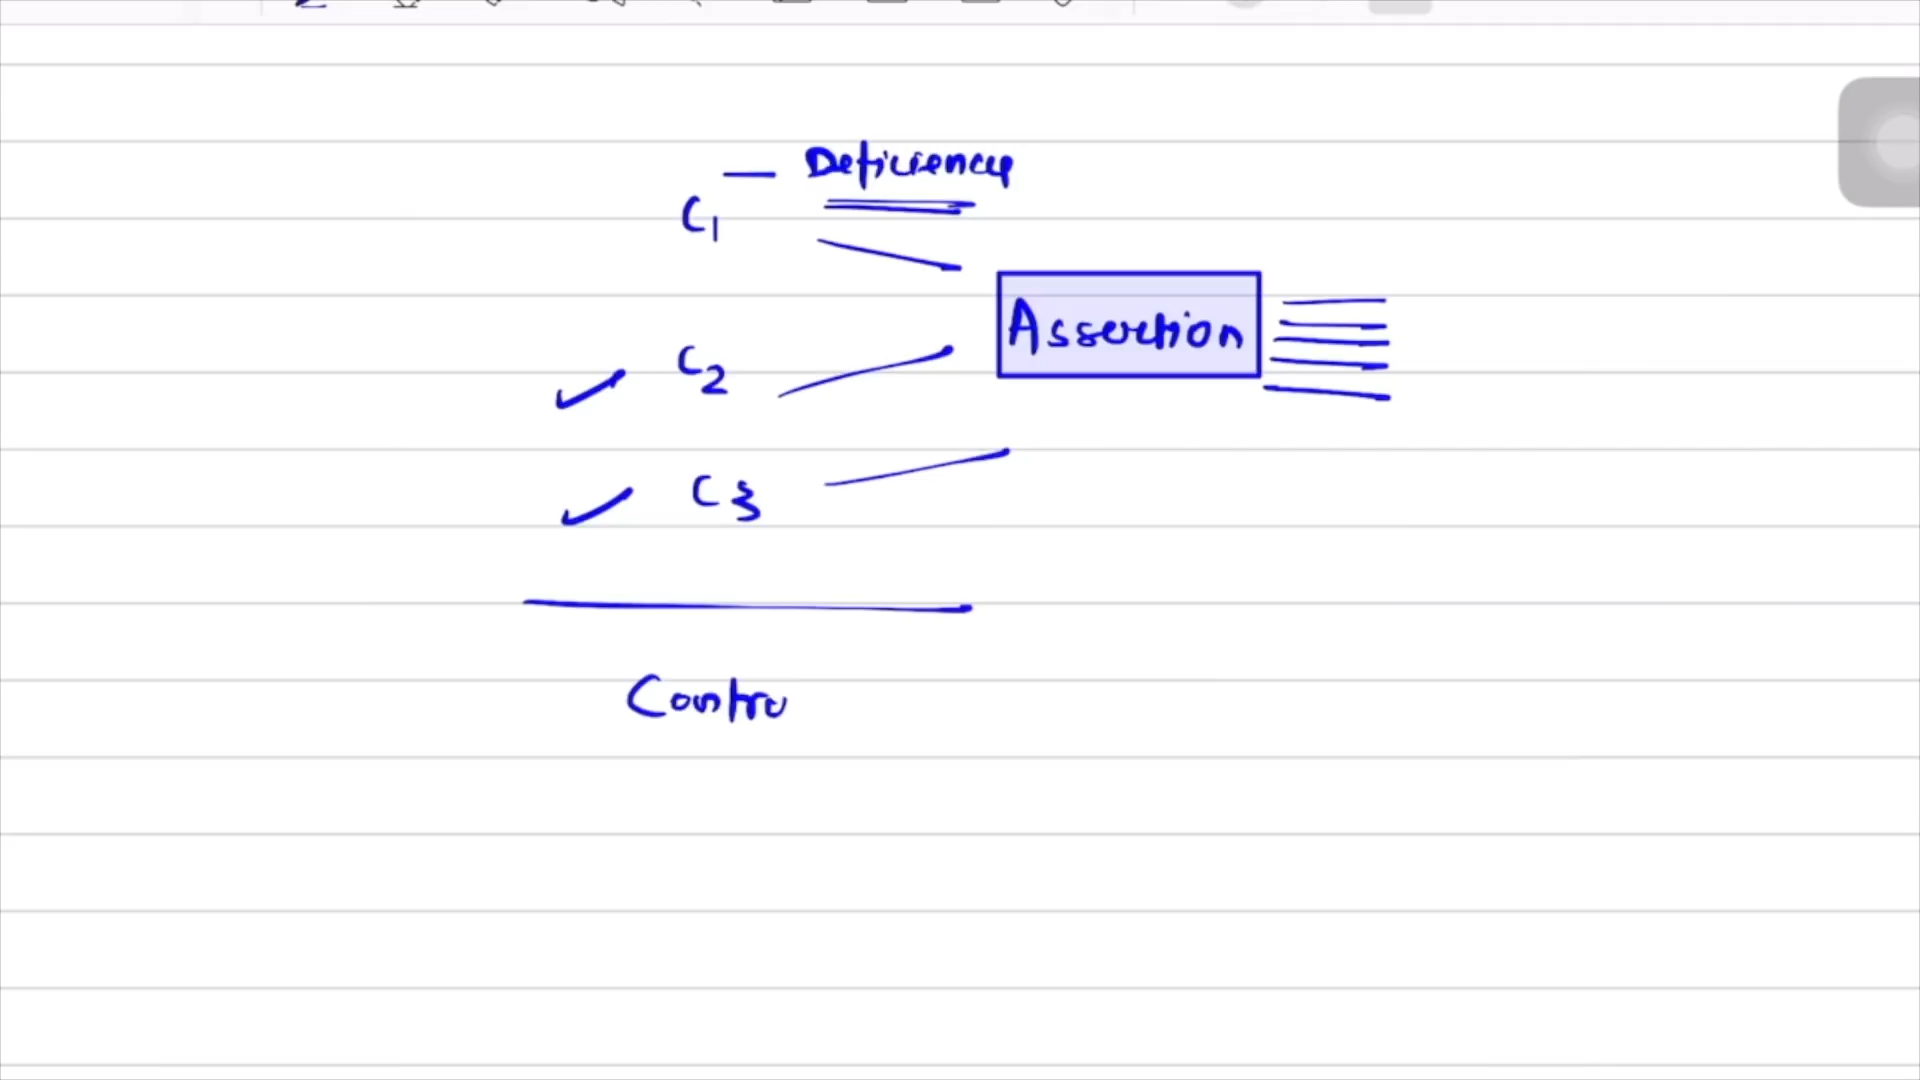 — Deficiency
C1
Assertion
C2
C3
Contro